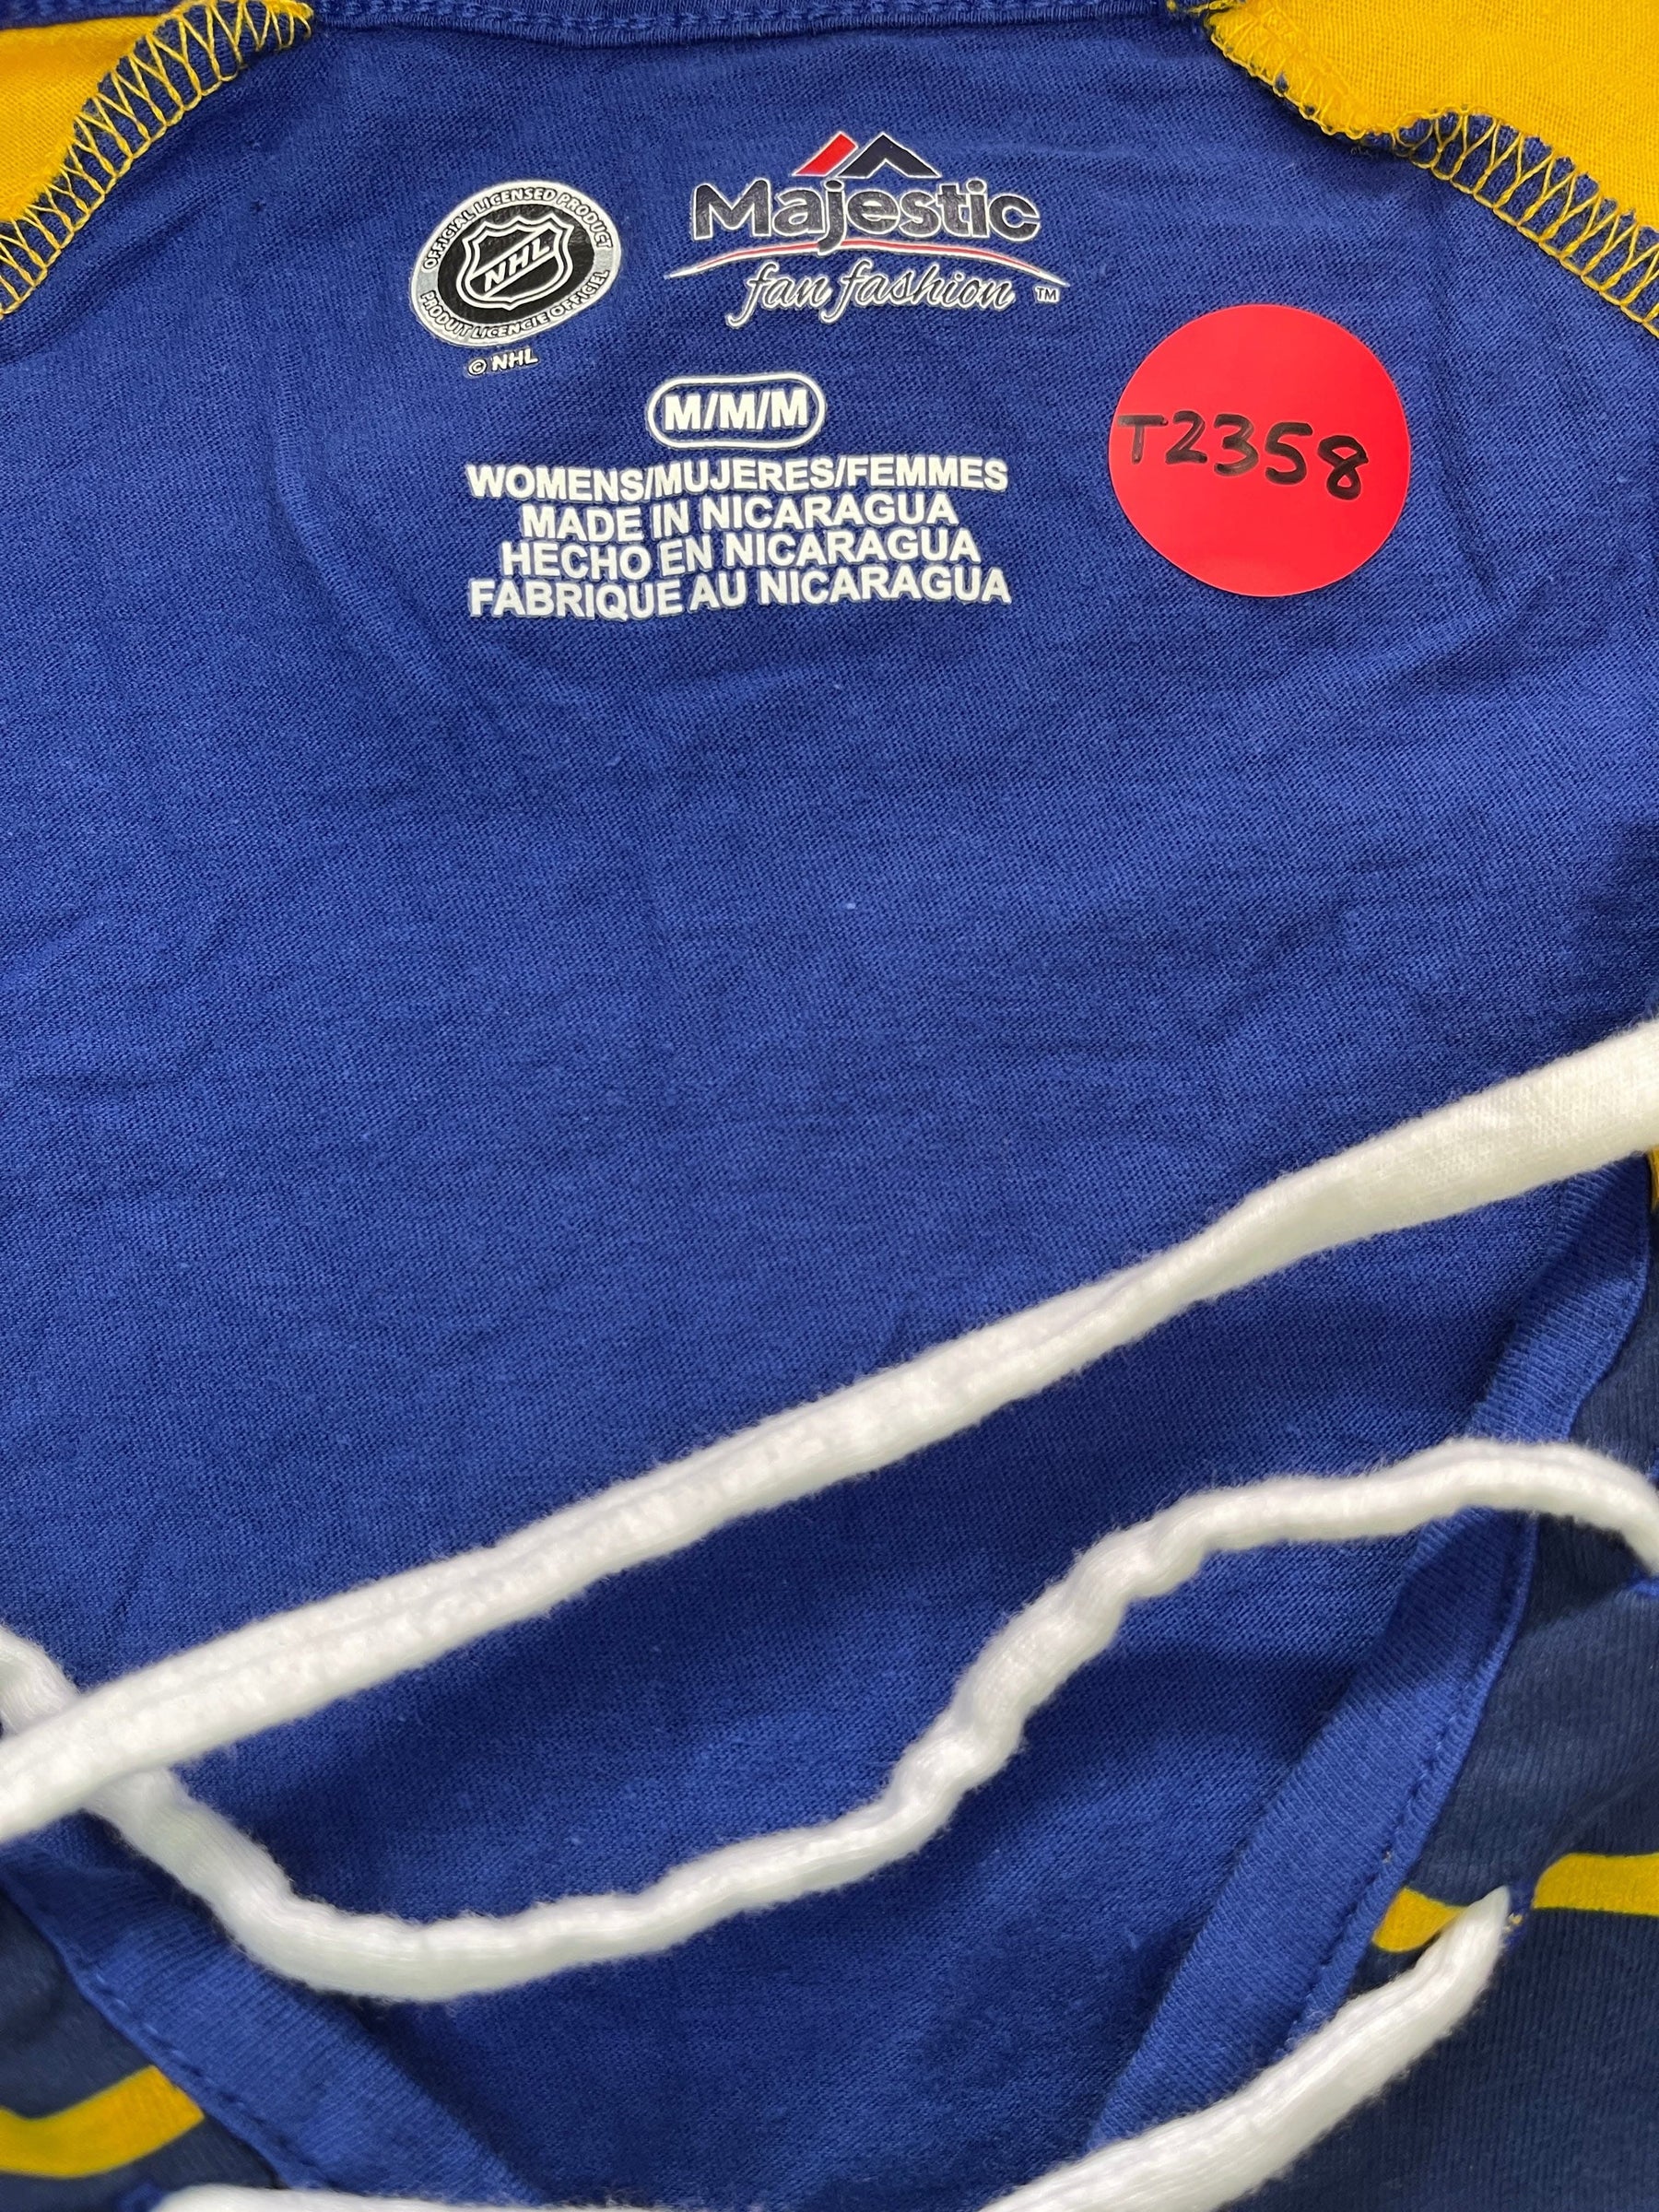 OFFICIAL LICENSED PRODUCT
NHL
PRODUIT LICENCIE OFFICIEL
© NHL
Majestic
fan fashion ™
M/M/M
WOMENS/MUJERES/FEMMES
MADE IN NICARAGUA
HECHO EN NICARAGUA
FABRIQUE AU NICARAGUA
T2358